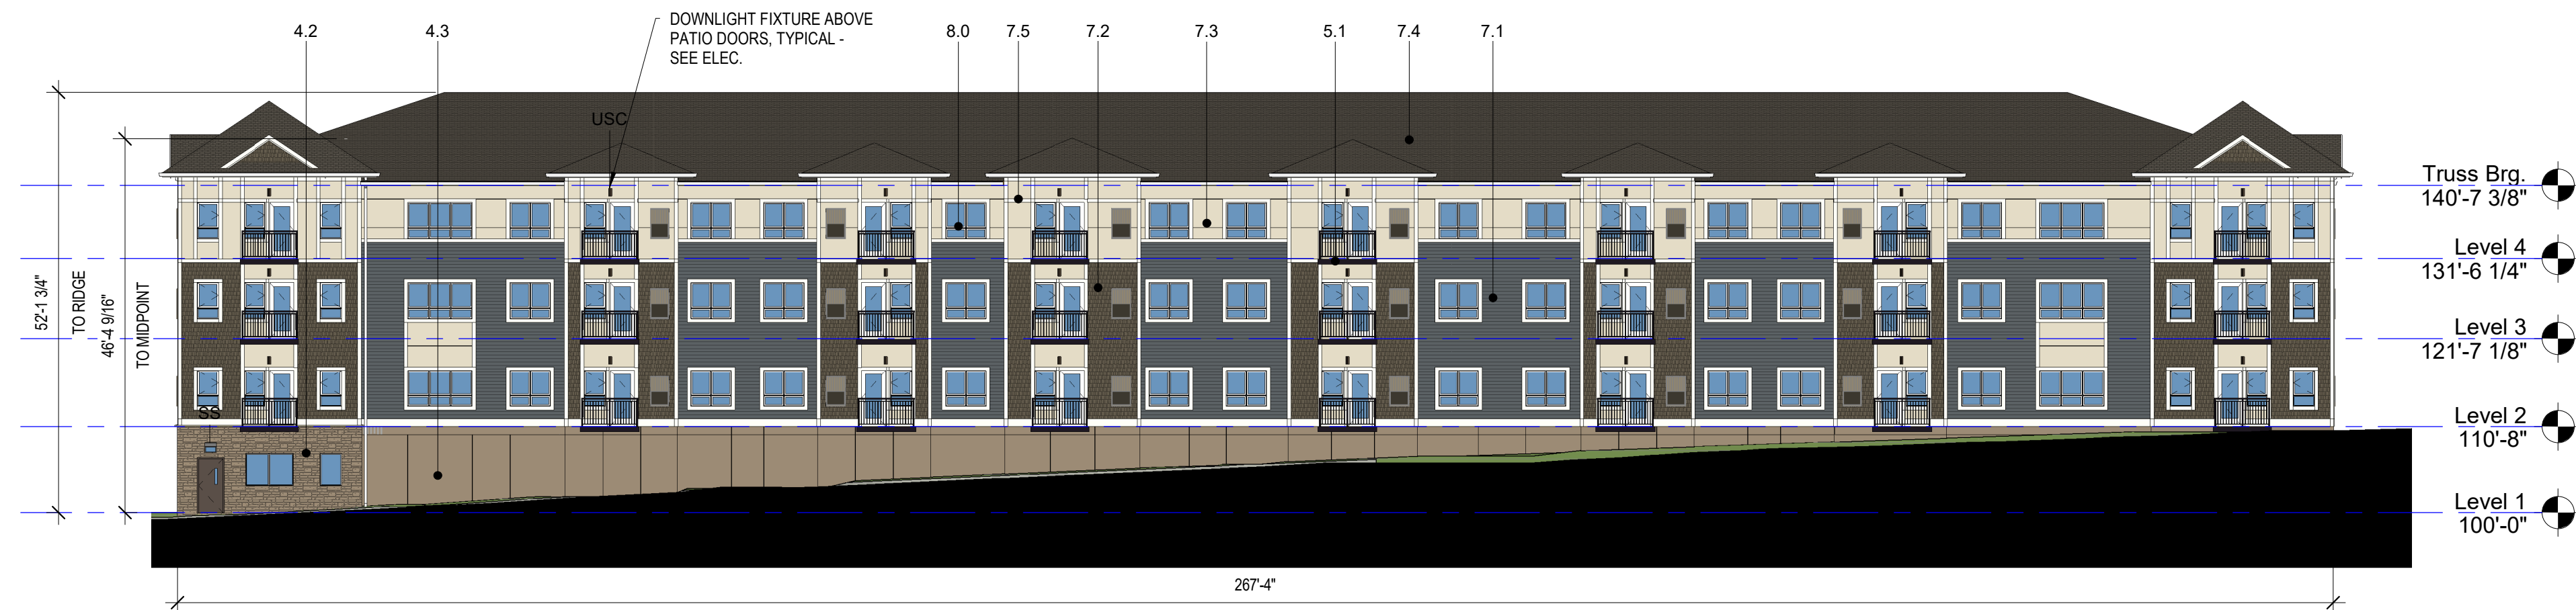 DOWNLIGHT FIXTURE ABOVE
PATIO DOORS, TYPICAL -
SEE ELEC.
4.2
4.3
8.0
7.5
7.2
7.3
5.1
7.4
7.1
USC
Truss Brg.
140'-7 3/8"
Level 4
131'-6 1/4"
52'-1 3/4"
TO RIDGE
46'-4 9/16"
TO MIDPOINT
Level 3
121'-7 1/8"
SS
Level 2
110'-8"
Level 1
100'-0"
267'-4"